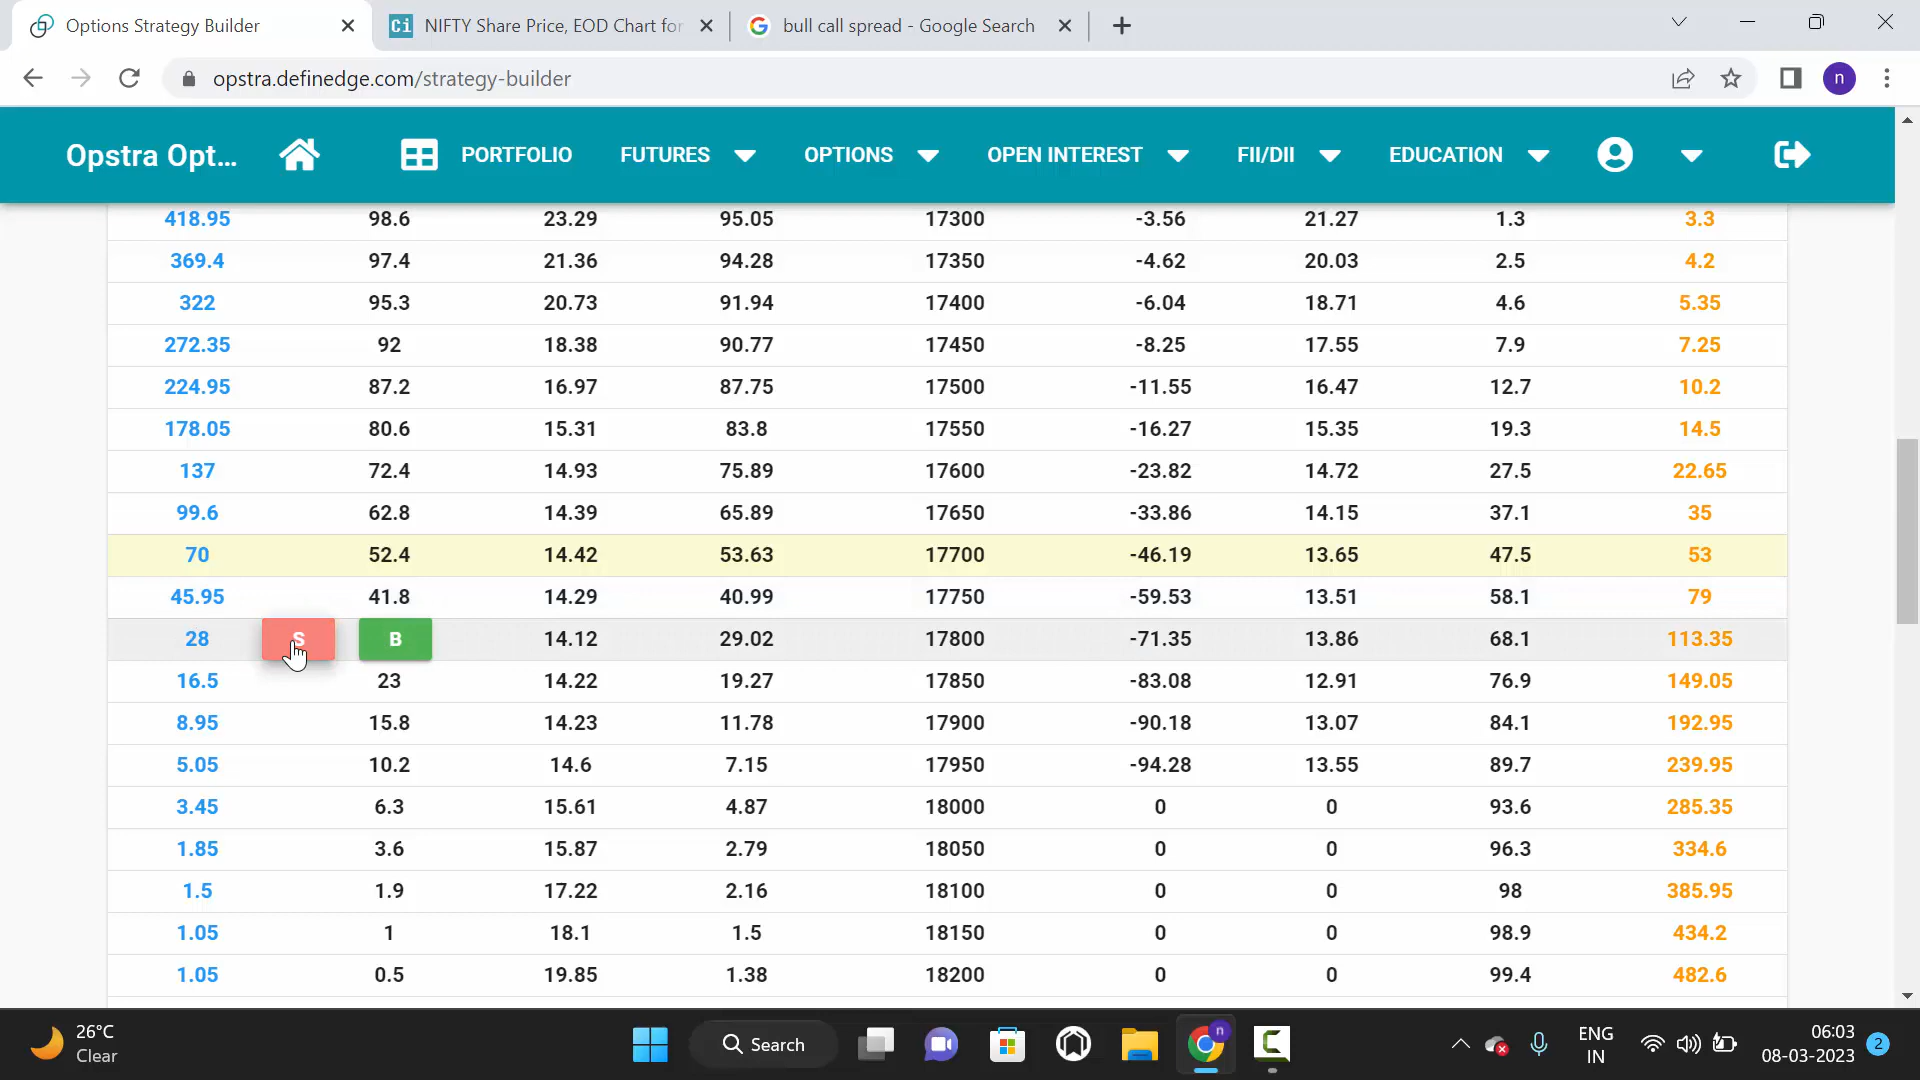 Options Strategy Builder
Ci NIFTY Share Price, EOD Chart for
G bull call spread - Google Search
opstra.definedge.com/strategy-builder
n
Opstra Opt... PORTFOLIO FUTURES OPTIONS OPEN INTEREST FII/DII EDUCATION
418.95 98.6 23.29 95.05 17300 -3.56 21.27 1.3 3.3
369.4 97.4 21.36 94.28 17350 -4.62 20.03 2.5 4.2
322 95.3 20.73 91.94 17400 -6.04 18.71 4.6 5.35
272.35 92 18.38 90.77 17450 -8.25 17.55 7.9 7.25
224.95 87.2 16.97 87.75 17500 -11.55 16.47 12.7 10.2
178.05 80.6 15.31 83.8 17550 -16.27 15.35 19.3 14.5
137 72.4 14.93 75.89 17600 -23.82 14.72 27.5 22.65
99.6 62.8 14.39 65.89 17650 -33.86 14.15 37.1 35
70 52.4 14.42 53.63 17700 -46.19 13.65 47.5 53
45.95 41.8 14.29 40.99 17750 -59.53 13.51 58.1 79
28 S B 14.12 29.02 17800 -71.35 13.86 68.1 113.35
16.5 23 14.22 19.27 17850 -83.08 12.91 76.9 149.05
8.95 15.8 14.23 11.78 17900 -90.18 13.07 84.1 192.95
5.05 10.2 14.6 7.15 17950 -94.28 13.55 89.7 239.95
3.45 6.3 15.61 4.87 18000 0 0 93.6 285.35
1.85 3.6 15.87 2.79 18050 0 0 96.3 334.6
1.5 1.9 17.22 2.16 18100 0 0 98 385.95
1.05 1 18.1 1.5 18150 0 0 98.9 434.2
1.05 0.5 19.85 1.38 18200 0 0 99.4 482.6
26°C
Clear
Search
n
ENG
IN
06:03
08-03-2023
2